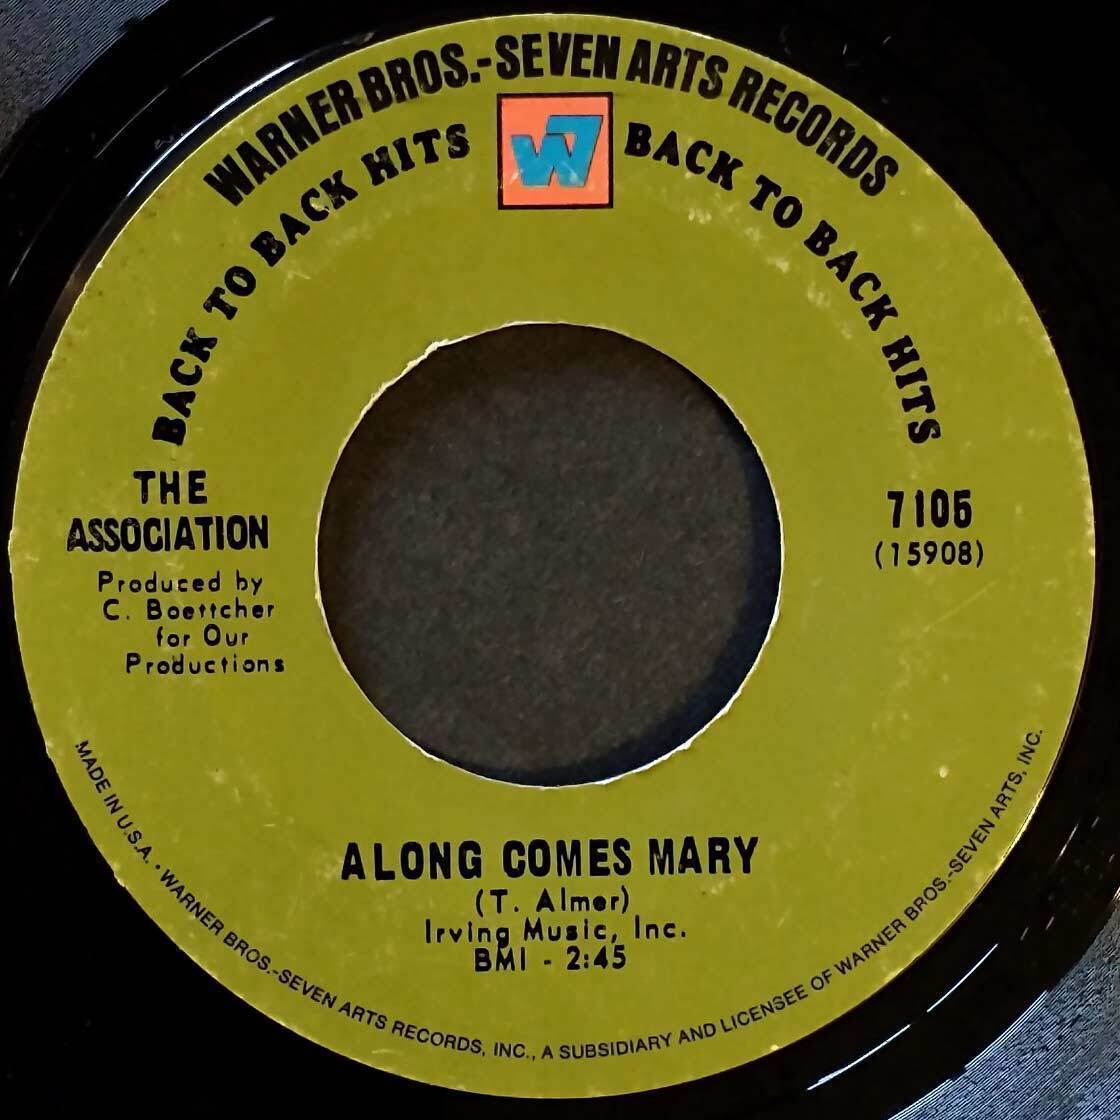 WARNER BROS.-SEVEN ARTS RECORDS
BACK TO BACK HITS
W7
BACK TO BACK HITS
THE
ASSOCIATION
Produced by
C. Boettcher
for Our
Productions
7105
(15908)
ALONG COMES MARY
(T. Almer)
Irving Music, Inc.
BMI - 2:45
MADE IN U.S.A. • WARNER BROS.-SEVEN ARTS RECORDS, INC., A SUBSIDIARY AND LICENSEE OF WARNER BROS.-SEVEN ARTS, INC.